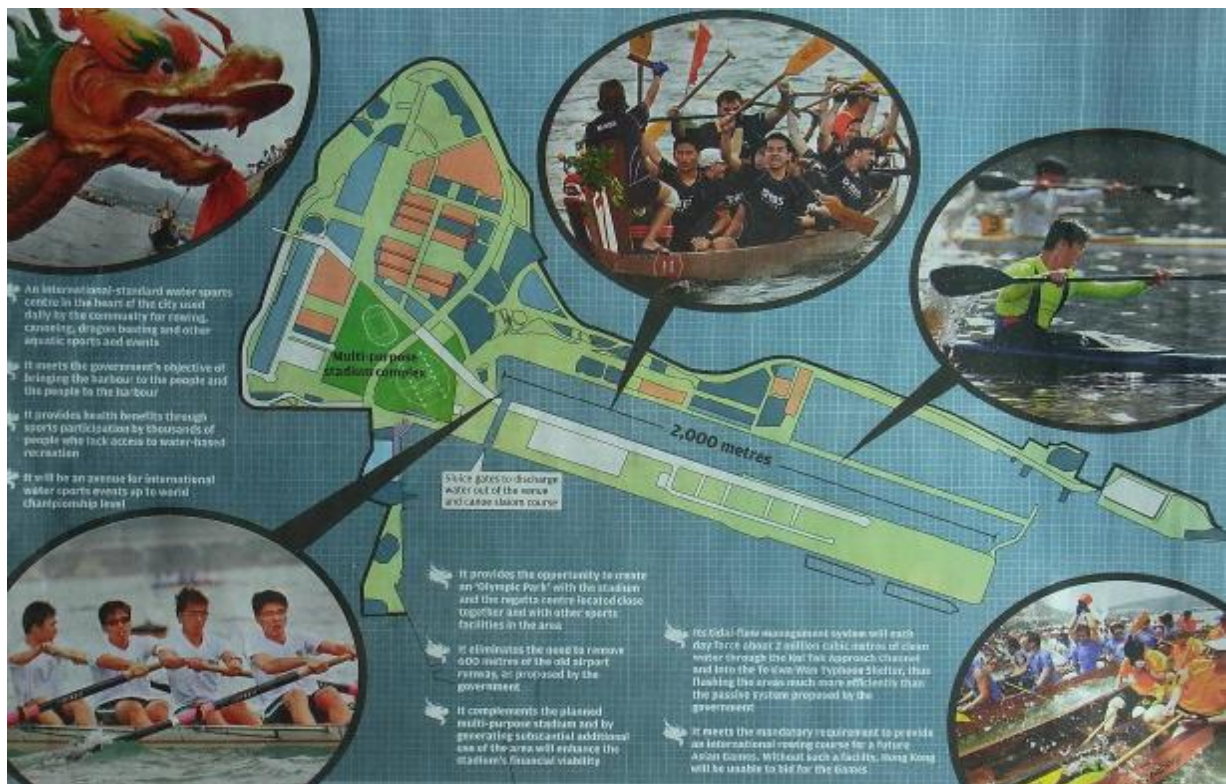 An international-standard water sports
centre in the heart of the city used
daily by the community for rowing,
canoeing, dragon boating and other
aquatic sports and events
It meets the government's objective of
bringing the harbour to the people and
the people to the harbour
It provides health benefits through
sports participation by thousands of
people who lack access to water-based
recreation
It will be an avenue for international
water sports events up to world
championship level
Multi-purpose
stadium complex
2,000 metres
Sluice gates to discharge
water out of the venue
and canoe slalom course
It provides the opportunity to create
an 'Olympic Park' with the stadium
and the regatta centre located close
together and with other sports
facilities in the area
It eliminates the need to remove
600 metres of the old airport
runway, as proposed by the
government
It complements the planned
multi-purpose stadium and by
generating substantial additional
use of the area will enhance the
stadium's financial viability
Its tidal-flow management system will each
day force about 2 million cubic metres of clean
water through the Kai Tak Approach channel
and into the To Kwa Wan Typhoon Shelter, thus
flushing the areas much more efficiently than
the passive system proposed by the
government
It meets the mandatory requirement to provide
an international rowing course for a future
Asian Games. Without such a facility, Hong Kong
will be unable to bid for the Games